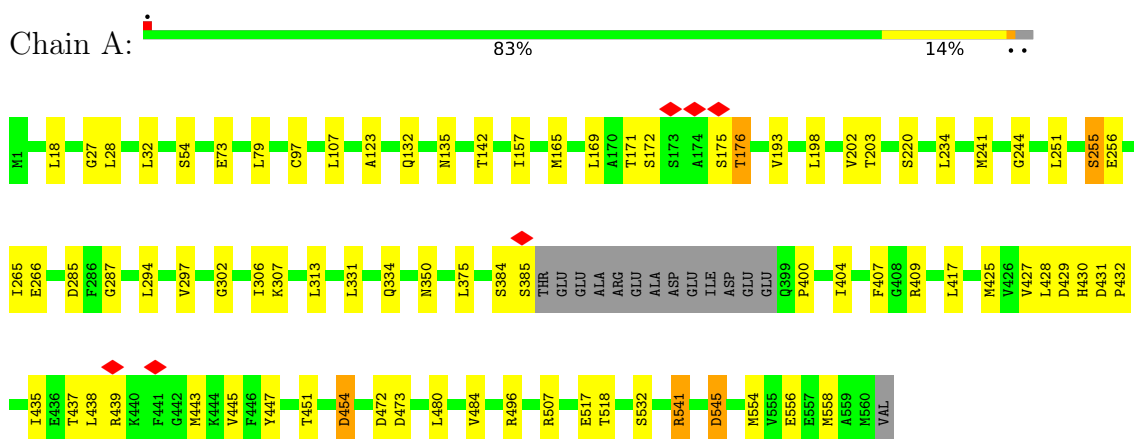 Chain A:
83%
14%
M1 L18 G27 L28 L32 S54 E73 L79 C97 L107 A123 Q132 N135 T142 I157 M165 L169 A170 T171 S172 S173 A174 S175 T176 V193 L198 V202 T203 S220 L234 M241 G244 L251 S255 E256
I265 E266 D285 F286 G287 L294 V297 G302 I306 K307 L313 L331 Q334 N350 L375 S384 S385 THR GLU GLU ALA ARG GLU ALA ASP GLU ILE ASP GLU GLU Q399 P400 I404 F407 G408 R409 L417 M425 V426 V427 L428 D429 H430 D431 P432
I435 E436 T437 L438 R439 K440 F441 G442 M443 K444 V445 F446 Y447 T451 D454 D472 D473 L480 V484 R496 R507 E517 T518 S532 R541 D545 M554 V555 E556 E557 M558 A559 M560 VAL